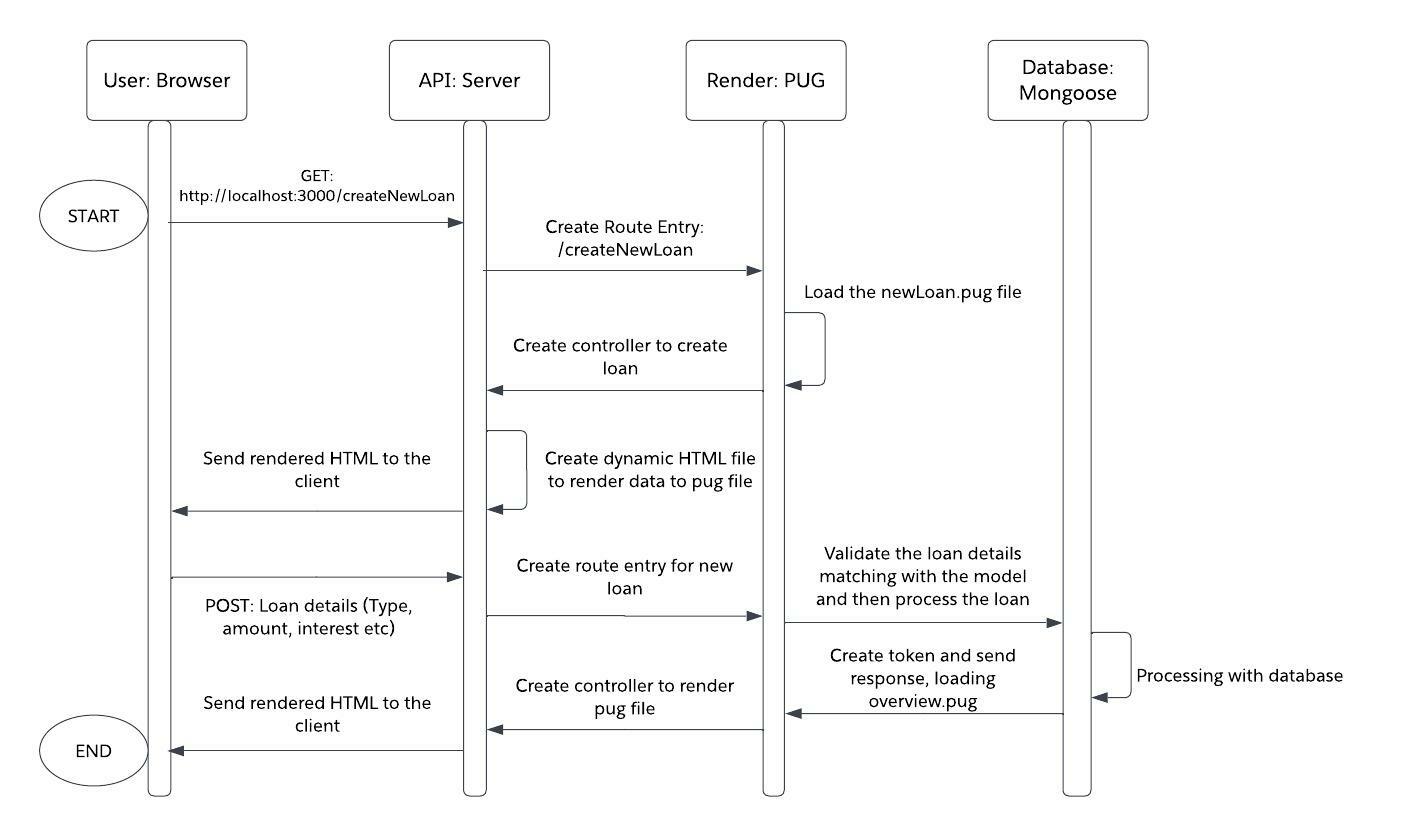 User: Browser
API: Server
Render: PUG
Database:
Mongoose
GET:
http://localhost:3000/createNewLoan
START
Create Route Entry:
/createNewLoan
Load the newLoan.pug file
Create controller to create
loan
Send rendered HTML to the
client
Create dynamic HTML file
to render data to pug file
POST: Loan details (Type,
amount, interest etc)
Create route entry for new
loan
Validate the loan details
matching with the model
and then process the loan
Processing with database
Create token and send
response, loading
overview.pug
Create controller to render
pug file
Send rendered HTML to the
client
END